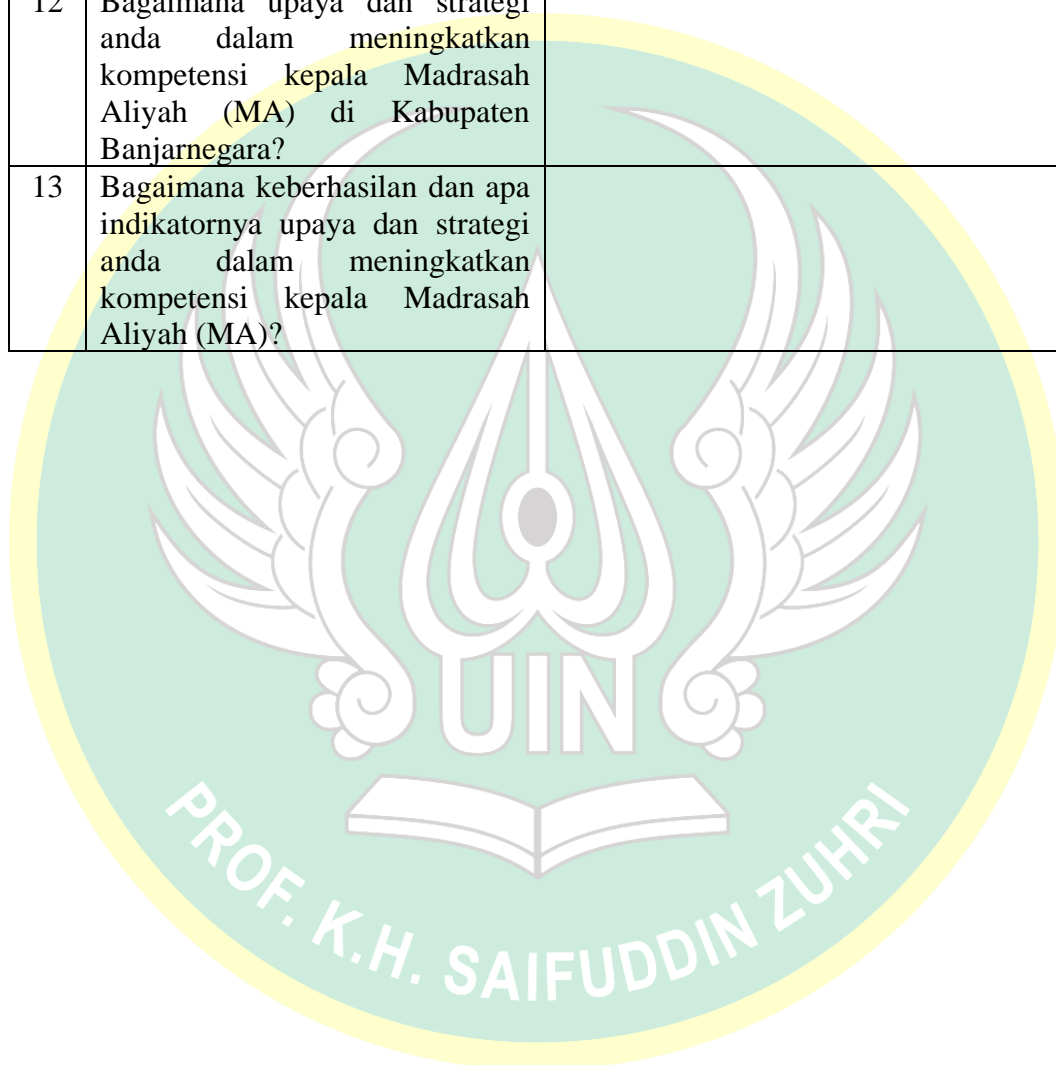 12 Bagaimana upaya dan strategi
anda dalam meningkatkan
kompetensi kepala Madrasah
Aliyah (MA) di Kabupaten
Banjarnegara?
13 Bagaimana keberhasilan dan apa
indikatornya upaya dan strategi
anda dalam meningkatkan
kompetensi kepala Madrasah
Aliyah (MA)?
UIN
PROF. K.H. SAIFUDDIN ZUHRI